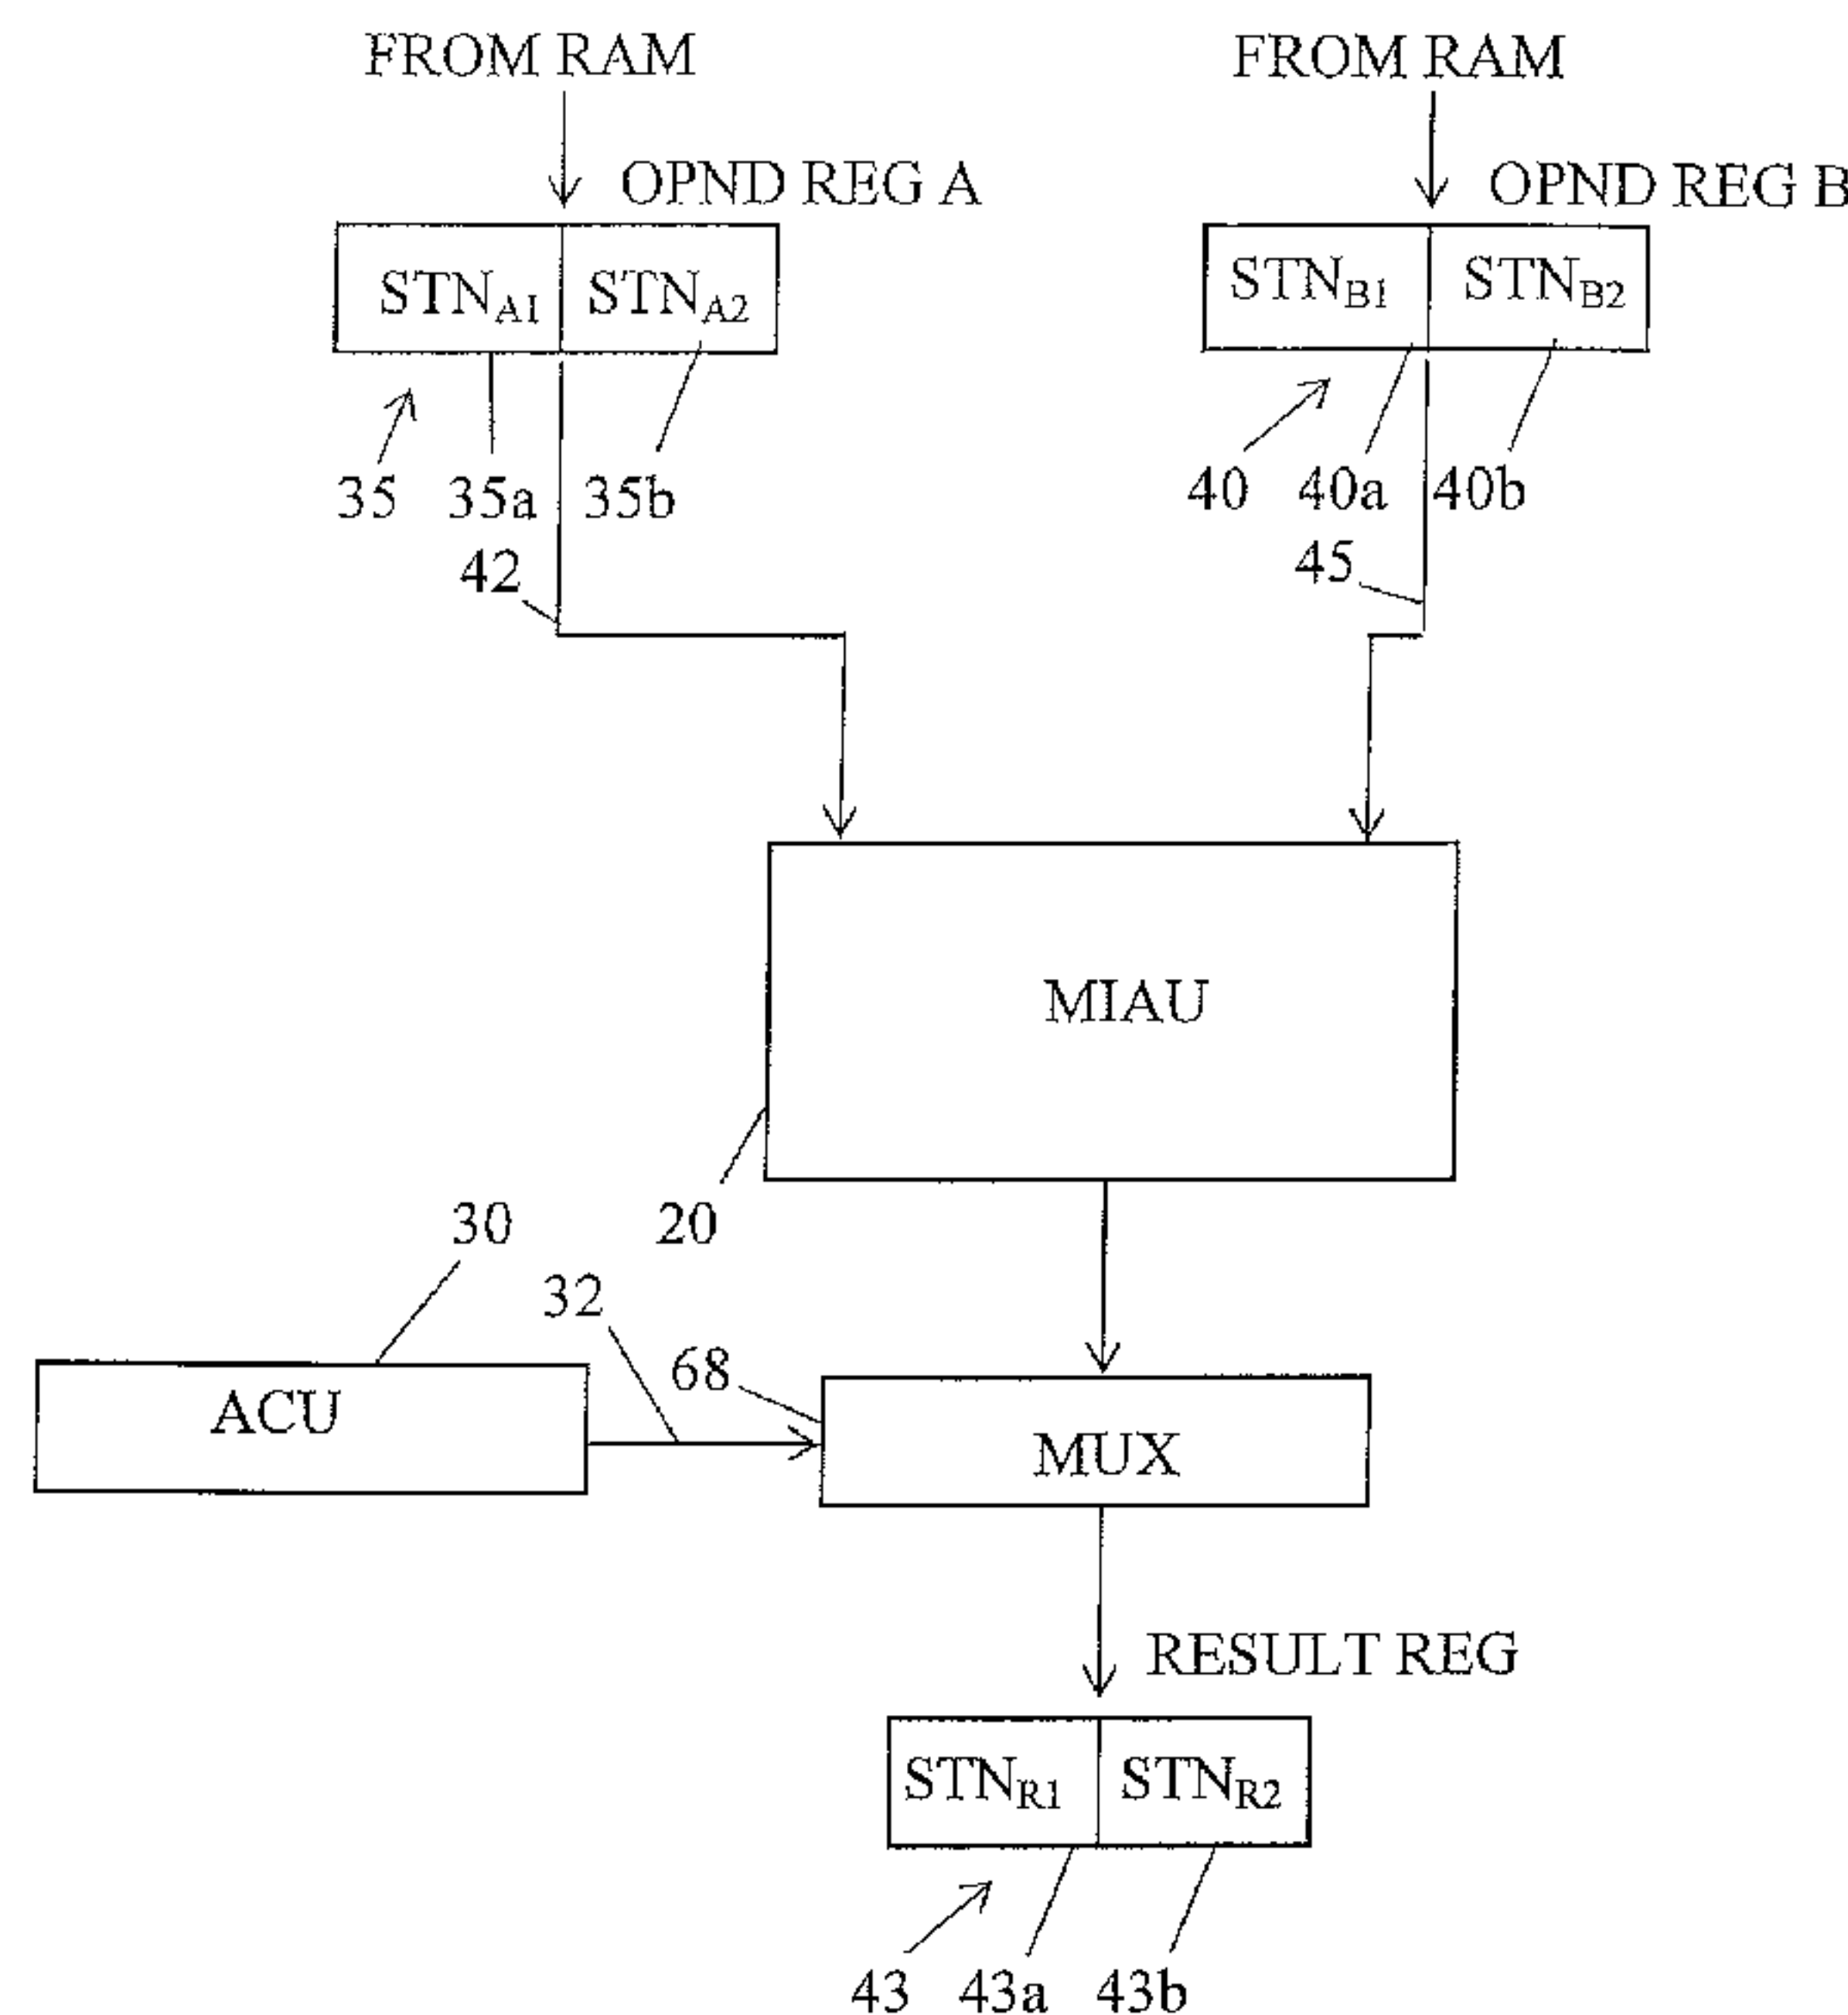 FROM RAM
FROM RAM
OPND REG A
OPND REG B
STNA1
STNA2
STNB1
STNB2
35
35a
35b
40
40a
40b
42
45
MIAU
20
30
32
68
ACU
MUX
RESULT REG
STNR1
STNR2
43
43a
43b